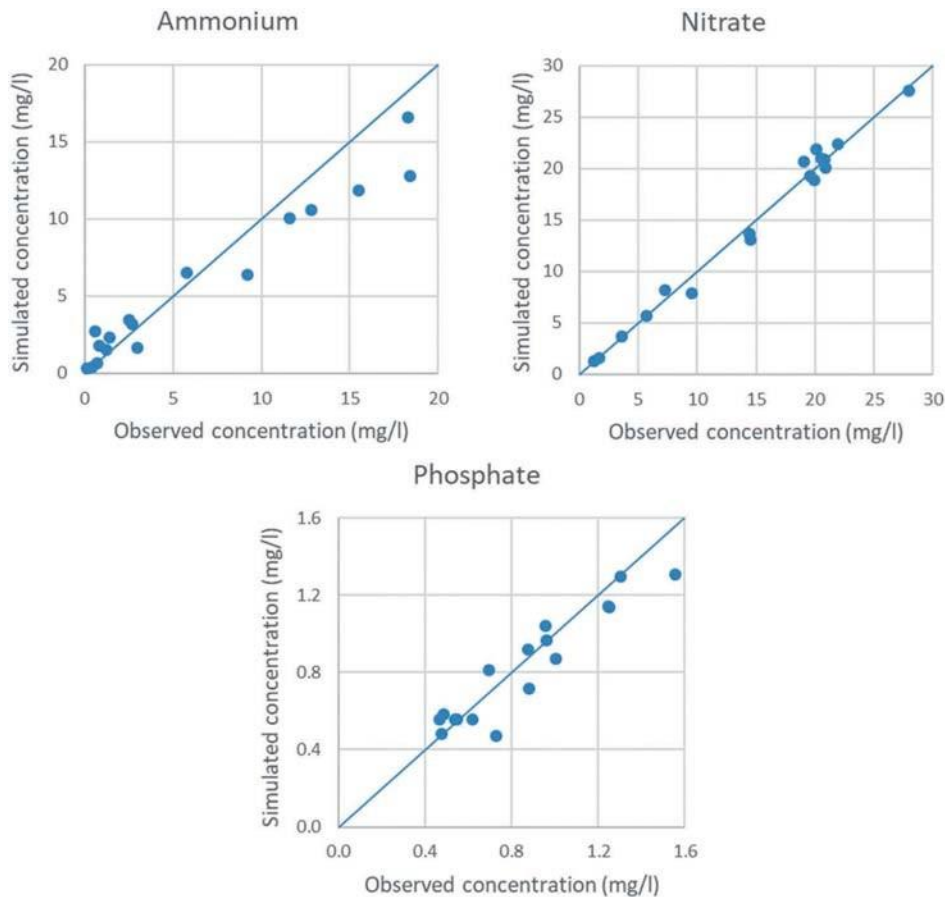 Ammonium
Simulated concentration (mg/l)
20
15
10
5
0
0 5 10 15 20
Observed concentration (mg/l)
Nitrate
Simulated concentration (mg/l)
30
25
20
15
10
5
0
0 5 10 15 20 25 30
Observed concentration (mg/l)
Phosphate
Simulated concentration (mg/l)
1.6
1.2
0.8
0.4
0.0
0.0 0.4 0.8 1.2 1.6
Observed concentration (mg/l)